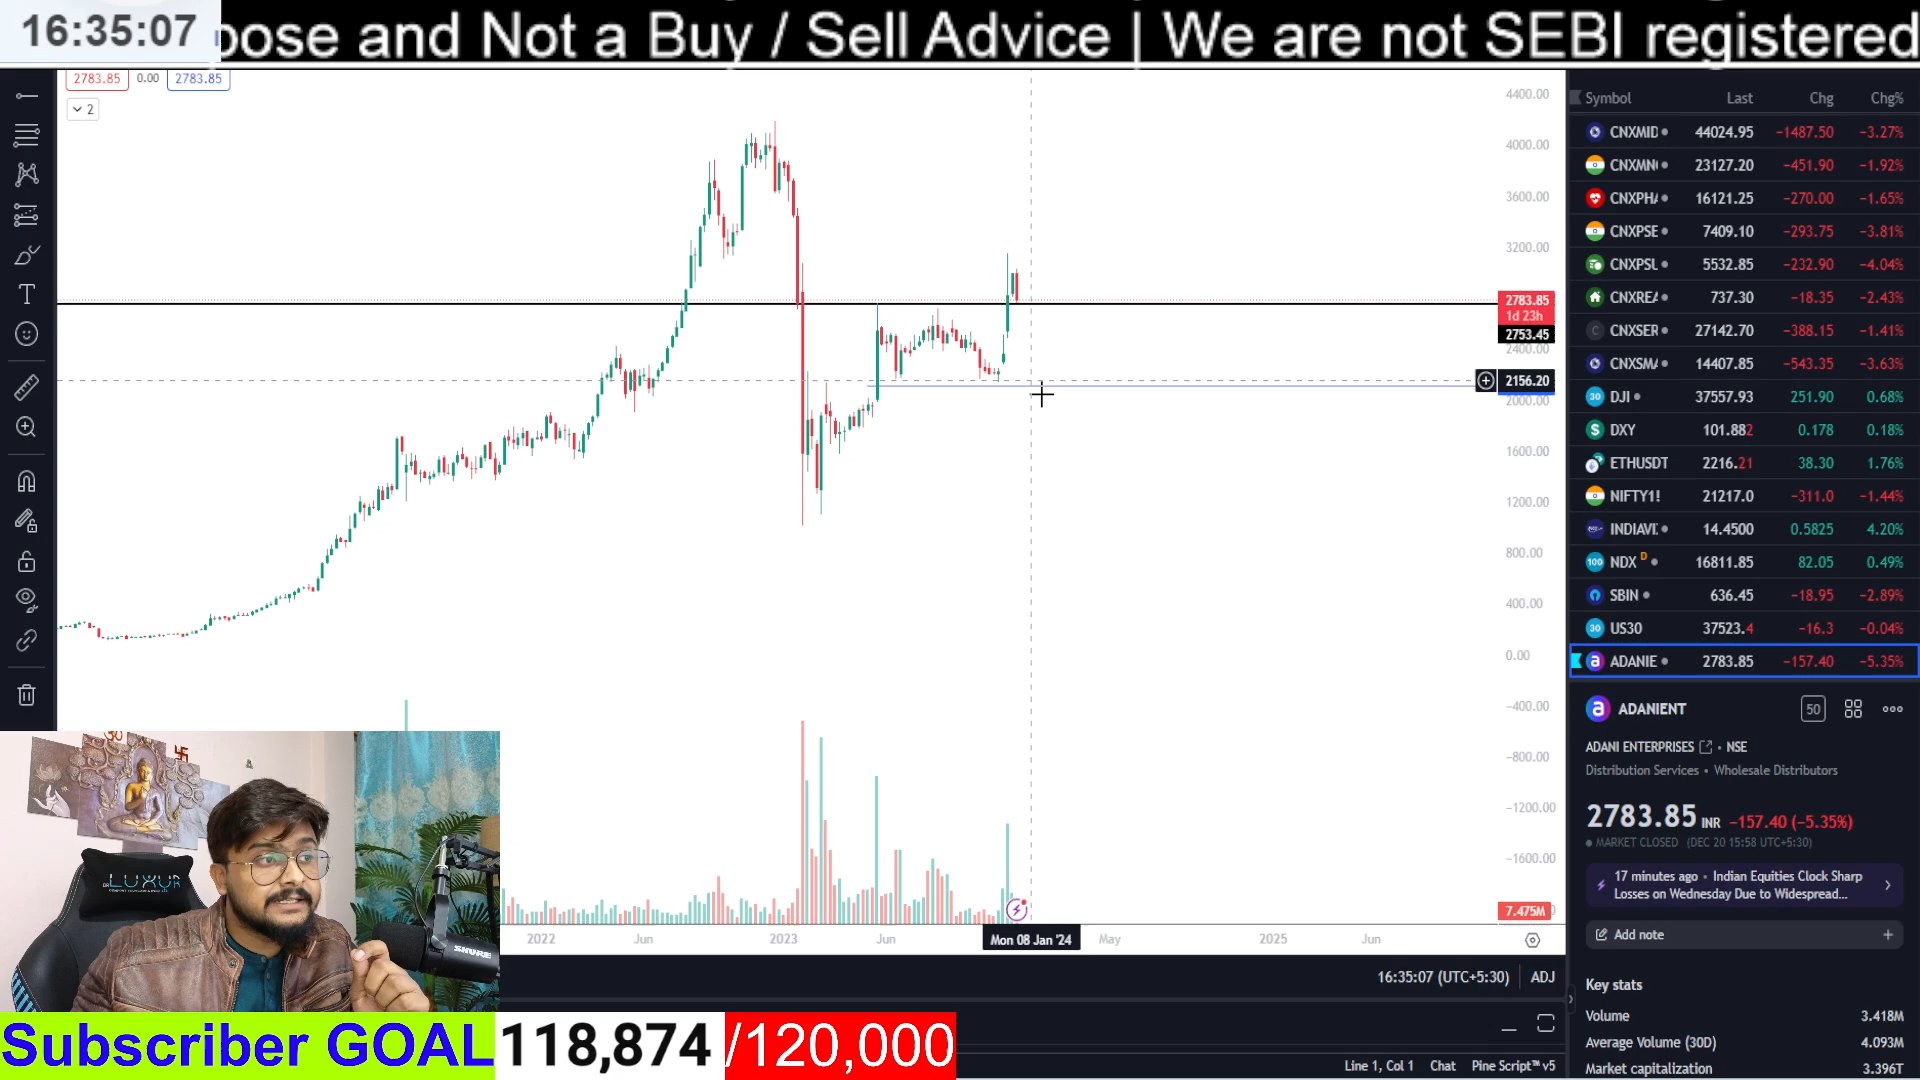 16:35:07
pose and Not a Buy / Sell Advice | We are not SEBI registered
2783.85 0.00 2783.85
2
4400.00
4000.00
3600.00
3200.00
2783.85
1d 23h
2753.45
2400.00
2156.20
2000.00
1600.00
1200.00
800.00
400.00
0.00
-400.00
-800.00
-1200.00
-1600.00
7.475M
2022 Jun 2023 Jun Mon 08 Jan '24 May 2025 Jun
16:35:07 (UTC+5:30) ADJ
Line 1, Col 1 Chat Pine Script™ v5
Symbol Last Chg Chg%
CNXMID 44024.95 −1487.50 −3.27%
CNXMN 23127.20 −451.90 −1.92%
CNXPHA 16121.25 −270.00 −1.65%
CNXPSE 7409.10 −293.75 −3.81%
CNXPSU 5532.85 −232.90 −4.04%
CNXREA 737.30 −18.35 −2.43%
CNXSER 27142.70 −388.15 −1.41%
CNXSMA 14407.85 −543.35 −3.63%
30 DJI 37557.93 251.90 0.68%
$ DXY 101.882 0.178 0.18%
ETHUSDT 2216.21 38.30 1.76%
NIFTY1! 21217.0 −311.0 −1.44%
INDIAVI 14.4500 0.5825 4.20%
100 NDX D 16811.85 82.05 0.49%
SBIN 636.45 −18.95 −2.89%
30 US30 37523.4 −16.3 −0.04%
a ADANIE 2783.85 −157.40 −5.35%
a ADANIENT 50
ADANI ENTERPRISES • NSE
Distribution Services • Wholesale Distributors
2783.85 INR −157.40 (−5.35%)
MARKET CLOSED (DEC 20 15:58 UTC+5:30)
17 minutes ago • Indian Equities Clock Sharp
Losses on Wednesday Due to Widespread...
Add note
Key stats
Volume 3.418M
Average Volume (30D) 4.093M
Market capitalization 3.396T
LUXUR
SHURE
Subscriber GOAL 118,874 /120,000